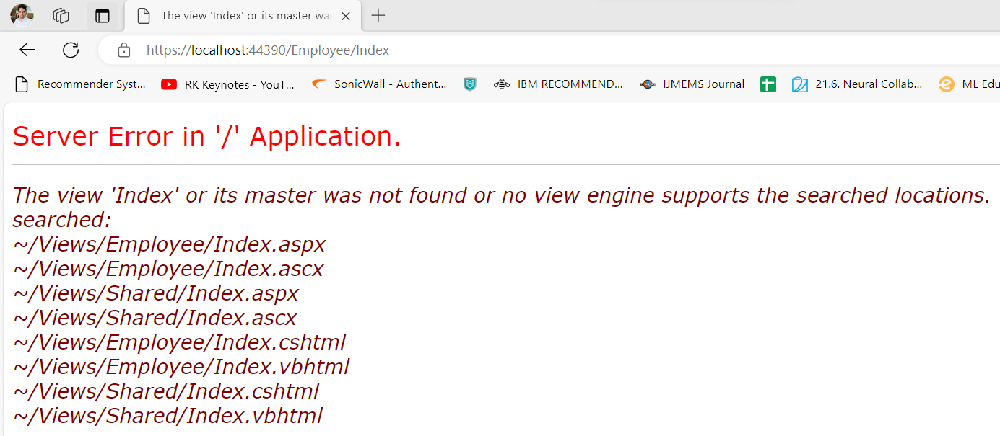 The view 'Index' or its master was
https://localhost:44390/Employee/Index
Recommender Syst... RK Keynotes - YouT... SonicWall - Authent... IBM RECOMMEND... IJMEMS Journal 21.6. Neural Collab... ML Edu
Server Error in '/' Application.
The view 'Index' or its master was not found or no view engine supports the searched locations.
searched:
~/Views/Employee/Index.aspx
~/Views/Employee/Index.ascx
~/Views/Shared/Index.aspx
~/Views/Shared/Index.ascx
~/Views/Employee/Index.cshtml
~/Views/Employee/Index.vbhtml
~/Views/Shared/Index.cshtml
~/Views/Shared/Index.vbhtml